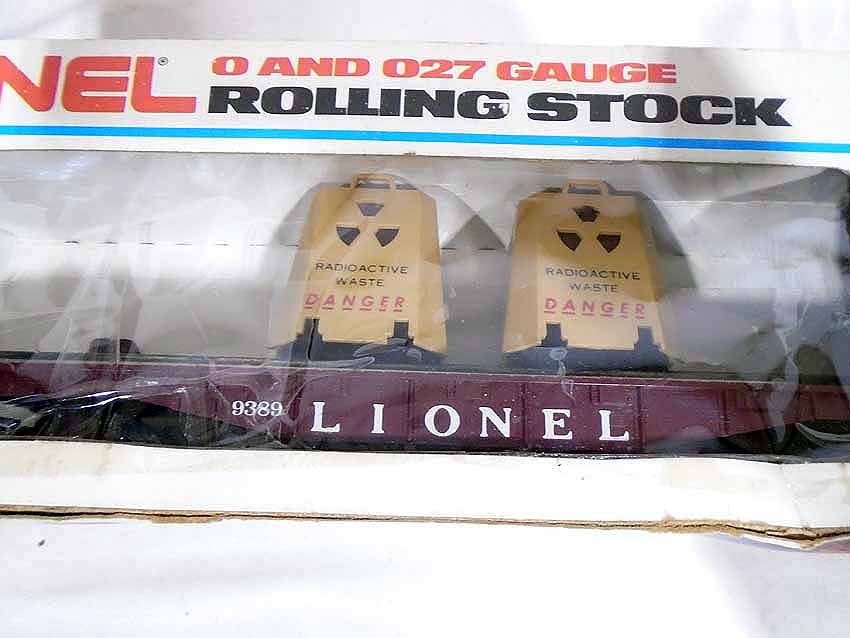 NEL®
O AND O27 GAUGE
ROLLING STOCK
RADIOACTIVE
WASTE
DANGER
RADIOACTIVE
WASTE
DANGER
9389 LIONEL